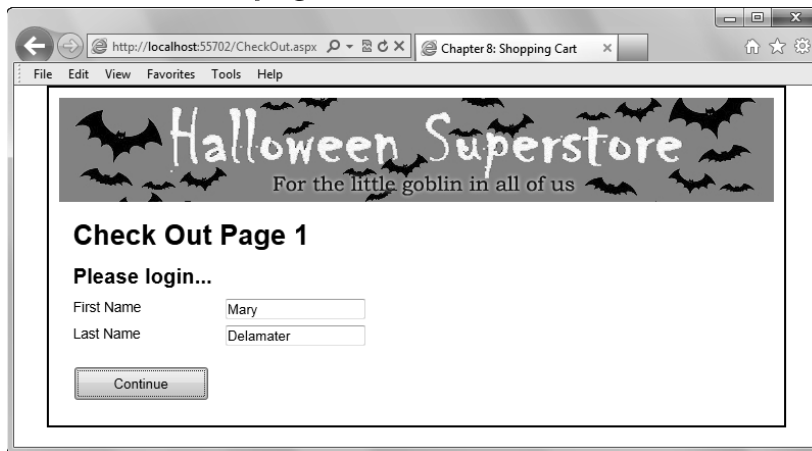 http://localhost:55702/CheckOut.aspx
Chapter 8: Shopping Cart
File Edit View Favorites Tools Help
Halloween Superstore
For the little goblin in all of us
Check Out Page 1
Please login...
First Name Mary
Last Name Delamater
Continue